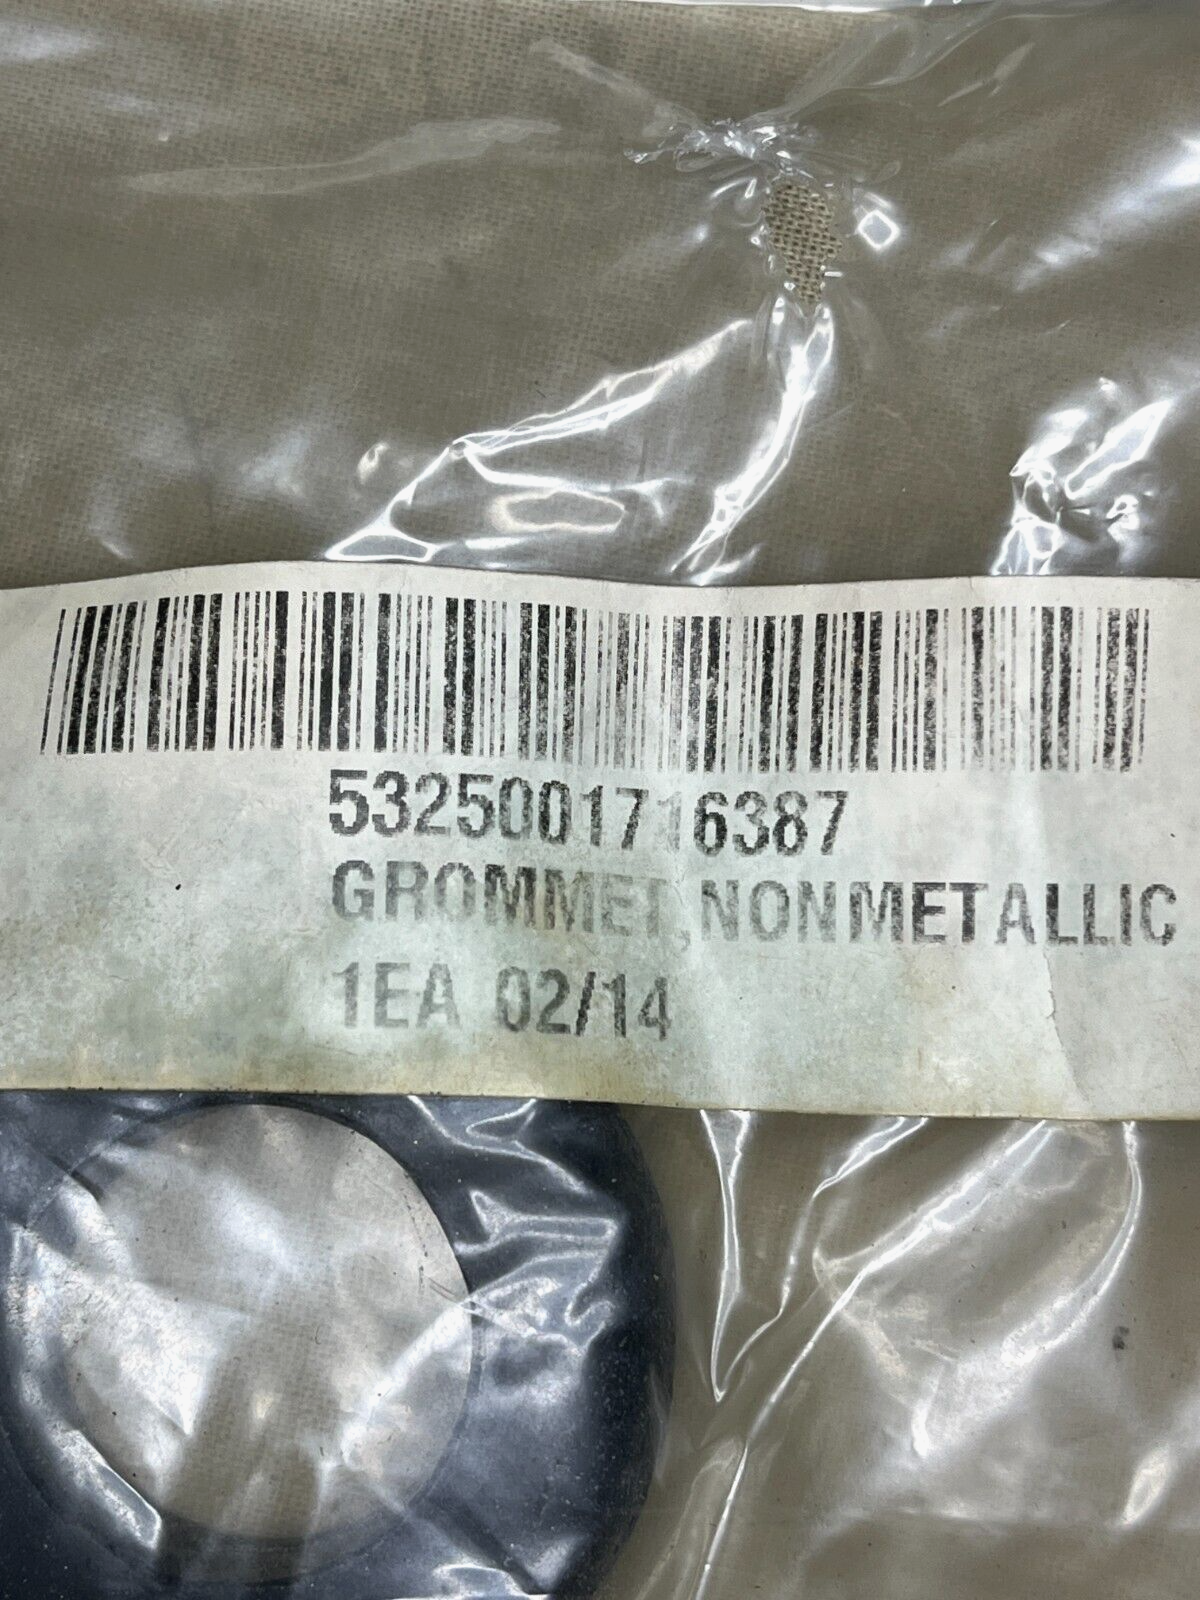 5325001716387
GROMMET,NONMETALLIC
1EA 02/14